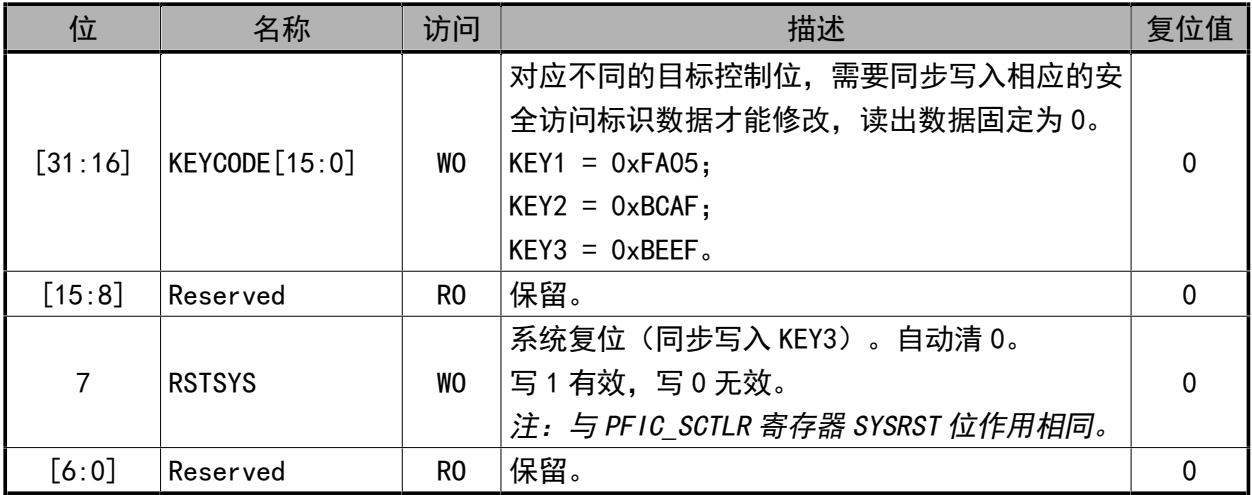 位 名称 访问 描述 复位值
对应不同的目标控制位，需要同步写入相应的安
全访问标识数据才能修改，读出数据固定为 0。
[31:16] KEYCODE[15:0] WO KEY1 = 0xFA05; 0
KEY2 = 0xBCAF;
KEY3 = 0xBEEF。
[15:8] Reserved RO 保留。 0
系统复位（同步写入 KEY3）。自动清 0。
7 RSTSYS WO 写 1 有效，写 0 无效。 0
注：与 PFIC_SCTLR 寄存器 SYSRST 位作用相同。
[6:0] Reserved RO 保留。 0